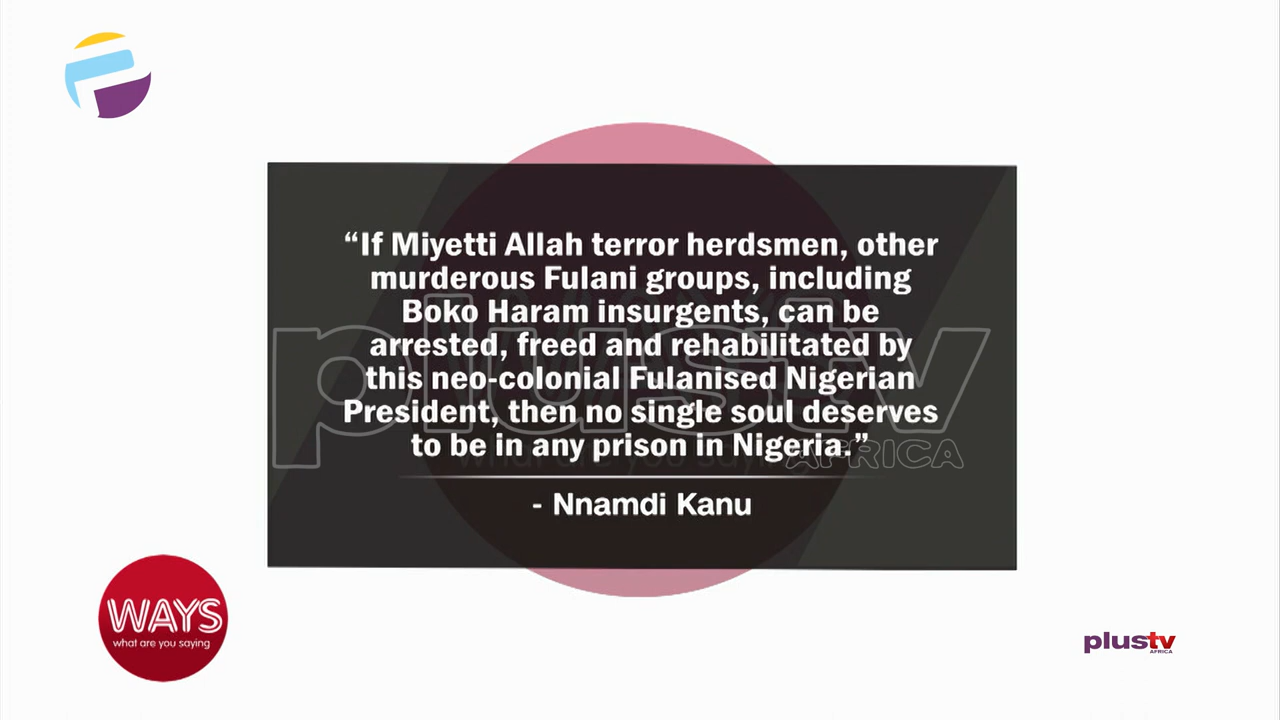 “If Miyetti Allah terror herdsmen, other
murderous Fulani groups, including
Boko Haram insurgents, can be
arrested, freed and rehabilitated by
this neo-colonial Fulanised Nigerian
President, then no single soul deserves
to be in any prison in Nigeria.”
- Nnamdi Kanu
plustv
AFRICA
WAYS
what are you saying
plustv
AFRICA